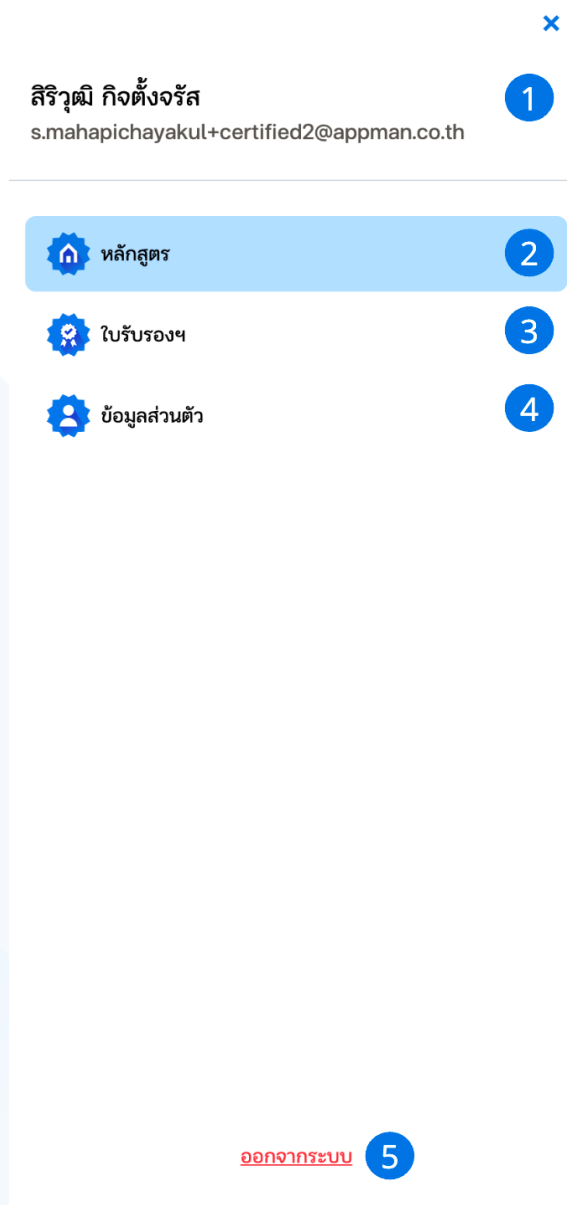 ×
สิริวุฒิ กิจตั้งจรัส 1
s.mahapichayakul+certified2@appman.co.th
หลักสูตร 2
ใบรับรองฯ 3
ข้อมูลส่วนตัว 4
ออกจากระบบ 5